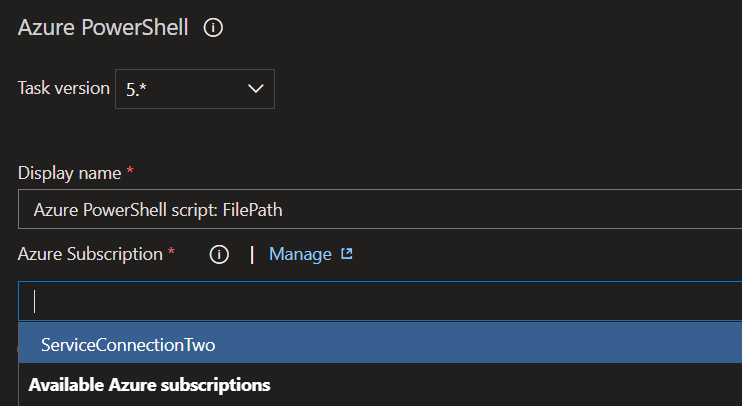 Azure PowerShell
Task version 5.*
Display name *
Azure PowerShell script: FilePath
Azure Subscription * | Manage
ServiceConnectionTwo
Available Azure subscriptions